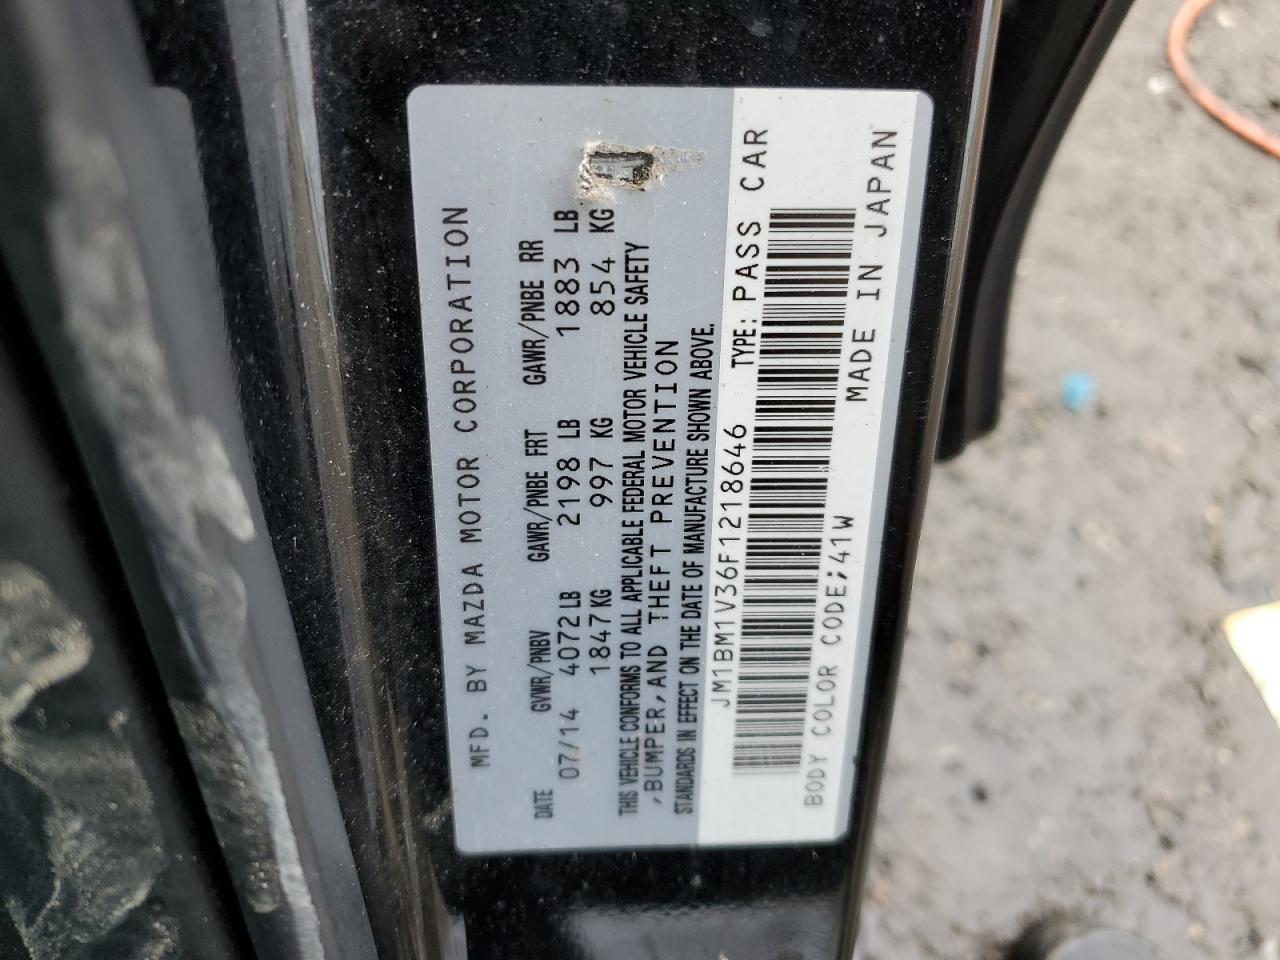 MFD. BY MAZDA MOTOR CORPORATION
DATE GVWR/PNBV GAWR/PNBE FRT GAWR/PNBE RR
07/14 4072 LB 2198 LB 1883 LB
1847 KG 997 KG 854 KG
THIS VEHICLE CONFORMS TO ALL APPLICABLE FEDERAL MOTOR VEHICLE SAFETY
,BUMPER,AND THEFT PREVENTION
STANDARDS IN EFFECT ON THE DATE OF MANUFACTURE SHOWN ABOVE.
JM1BM1V36F1218646 TYPE: PASS CAR
BODY COLOR CODE;41W MADE IN JAPAN